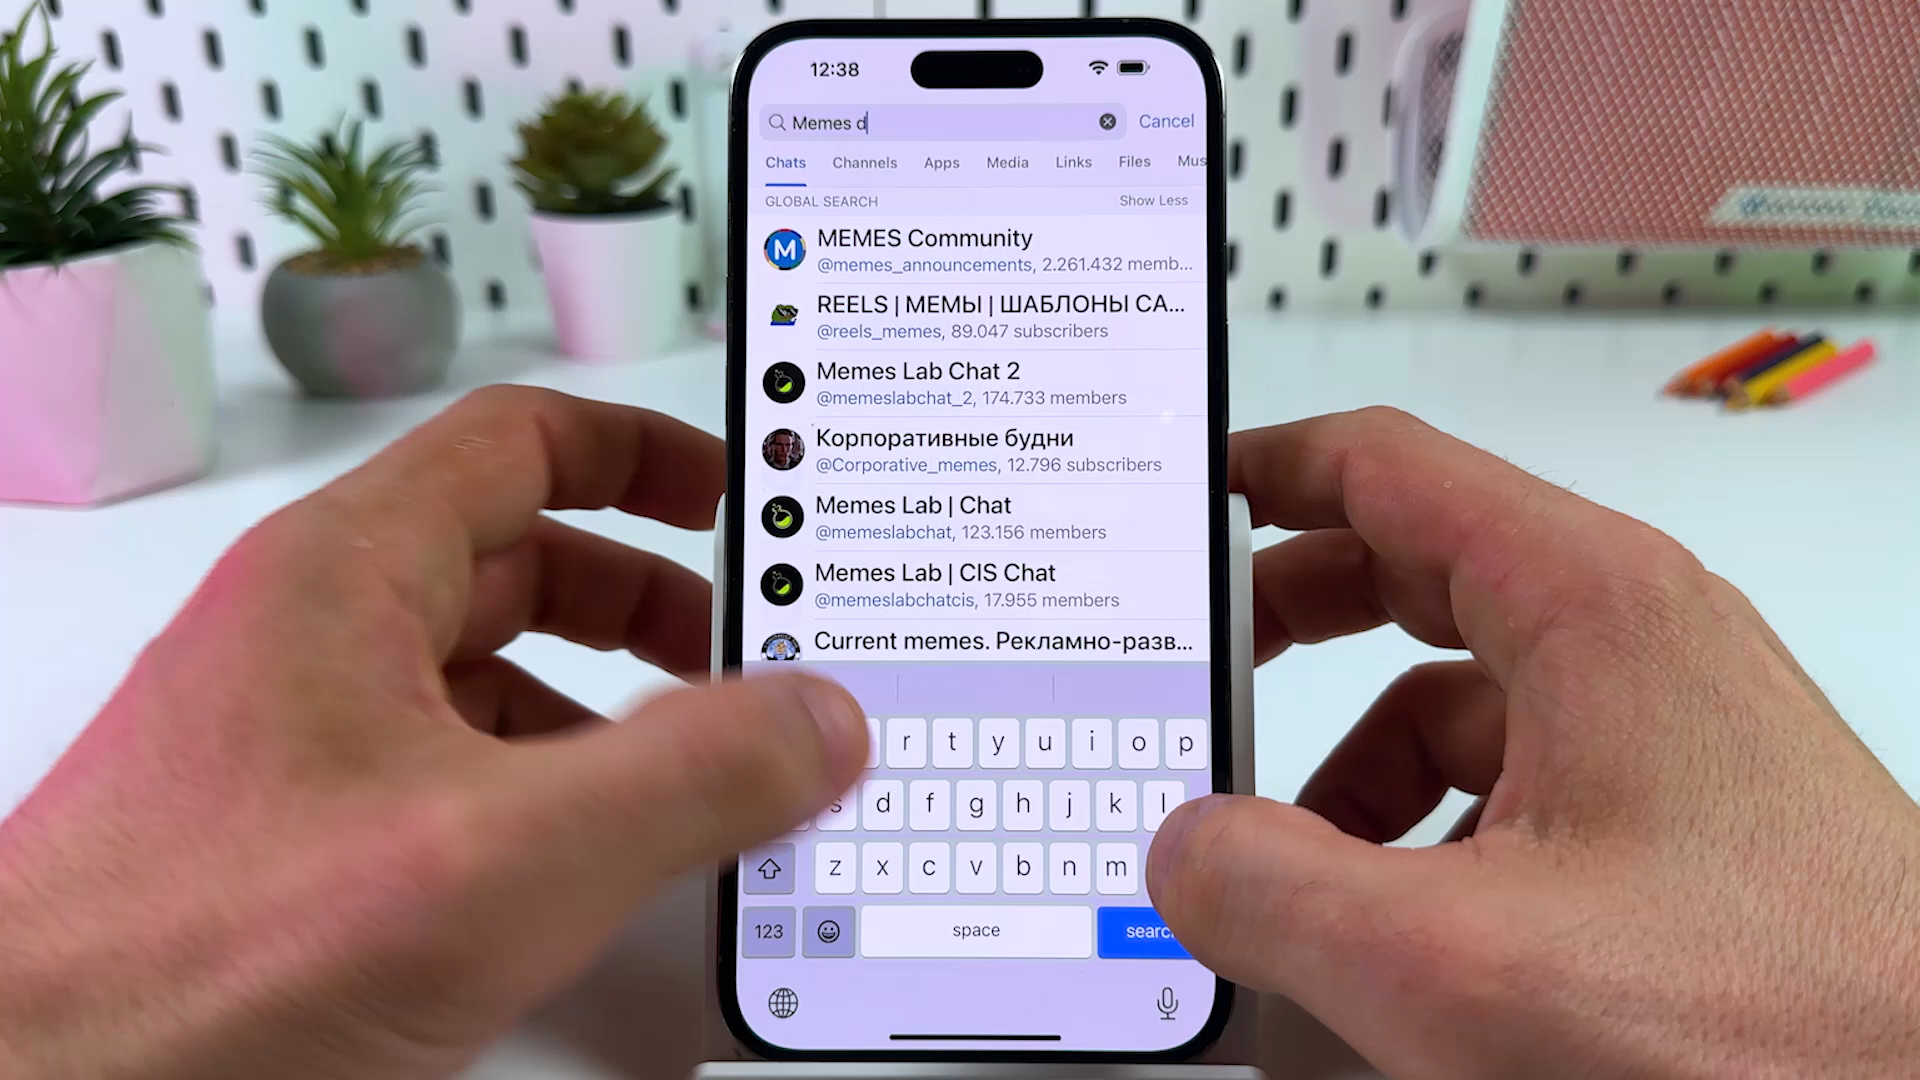 12:38
Memes d
Cancel
Chats Channels Apps Media Links Files Mus
GLOBAL SEARCH Show Less
M
MEMES Community
@memes_announcements, 2.261.432 memb...
REELS | МЕМЫ | ШАБЛОНЫ CA...
@reels_memes, 89.047 subscribers
Memes Lab Chat 2
@memeslabchat_2, 174.733 members
Корпоративные будни
@Corporative_memes, 12.796 subscribers
Memes Lab | Chat
@memeslabchat, 123.156 members
Memes Lab | CIS Chat
@memeslabchatcis, 17.955 members
Current memes. Рекламно-разв...
r t y u i o p
s d f g h j k l
z x c v b n m
123 space searc